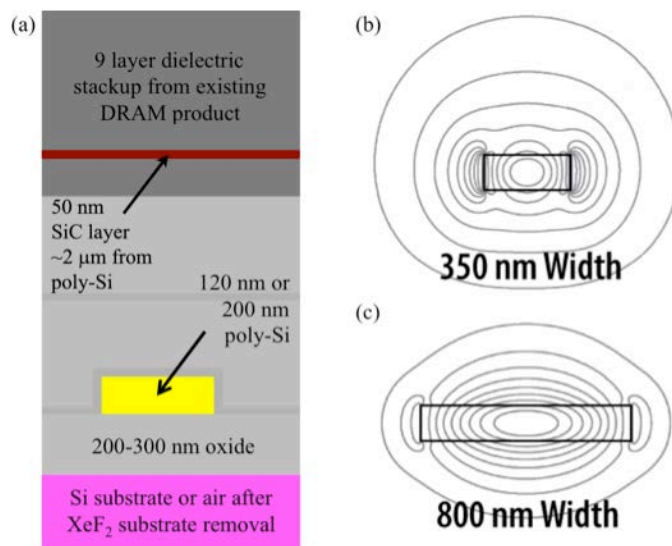 (a)
9 layer dielectric
stackup from existing
DRAM product
50 nm
SiC layer
~2 μm from
poly-Si
120 nm or
200 nm
poly-Si
200-300 nm oxide
Si substrate or air after
XeF₂ substrate removal
(b)
350 nm Width
(c)
800 nm Width